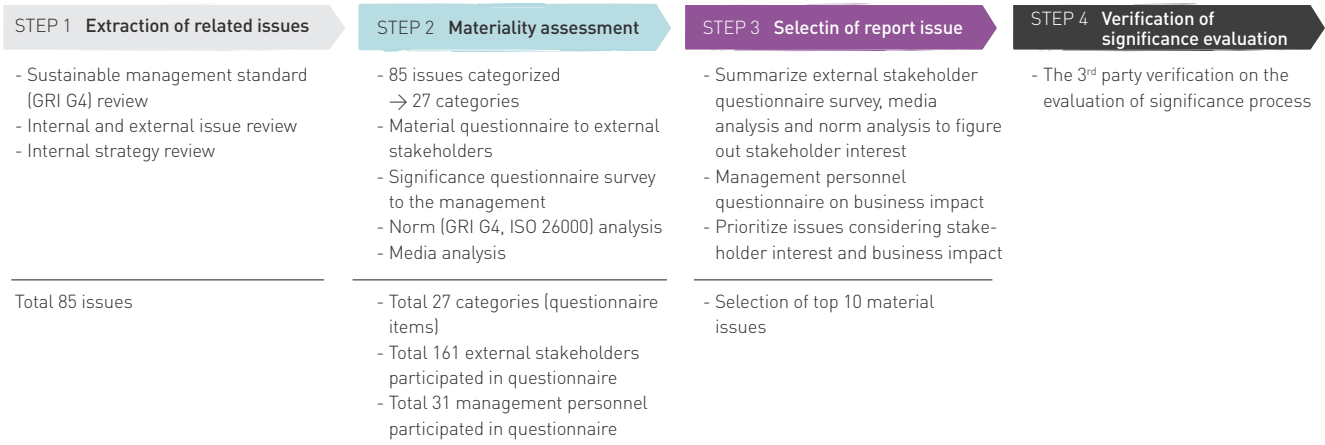 STEP 1 Extraction of related issues
- Sustainable management standard
(GRI G4) review
- Internal and external issue review
- Internal strategy review
Total 85 issues
STEP 2 Materiality assessment
- 85 issues categorized
→ 27 categories
- Material questionnaire to external
stakeholders
- Significance questionnaire survey
to the management
- Norm (GRI G4, ISO 26000) analysis
- Media analysis
- Total 27 categories (questionnaire
items)
- Total 161 external stakeholders
participated in questionnaire
- Total 31 management personnel
participated in questionnaire
STEP 3 Selectin of report issue
- Summarize external stakeholder
questionnaire survey, media
analysis and norm analysis to figure
out stakeholder interest
- Management personnel
questionnaire on business impact
- Prioritize issues considering stake-
holder interest and business impact
- Selection of top 10 material
issues
STEP 4 Verification of
significance evaluation
- The 3rd party verification on the
evaluation of significance process